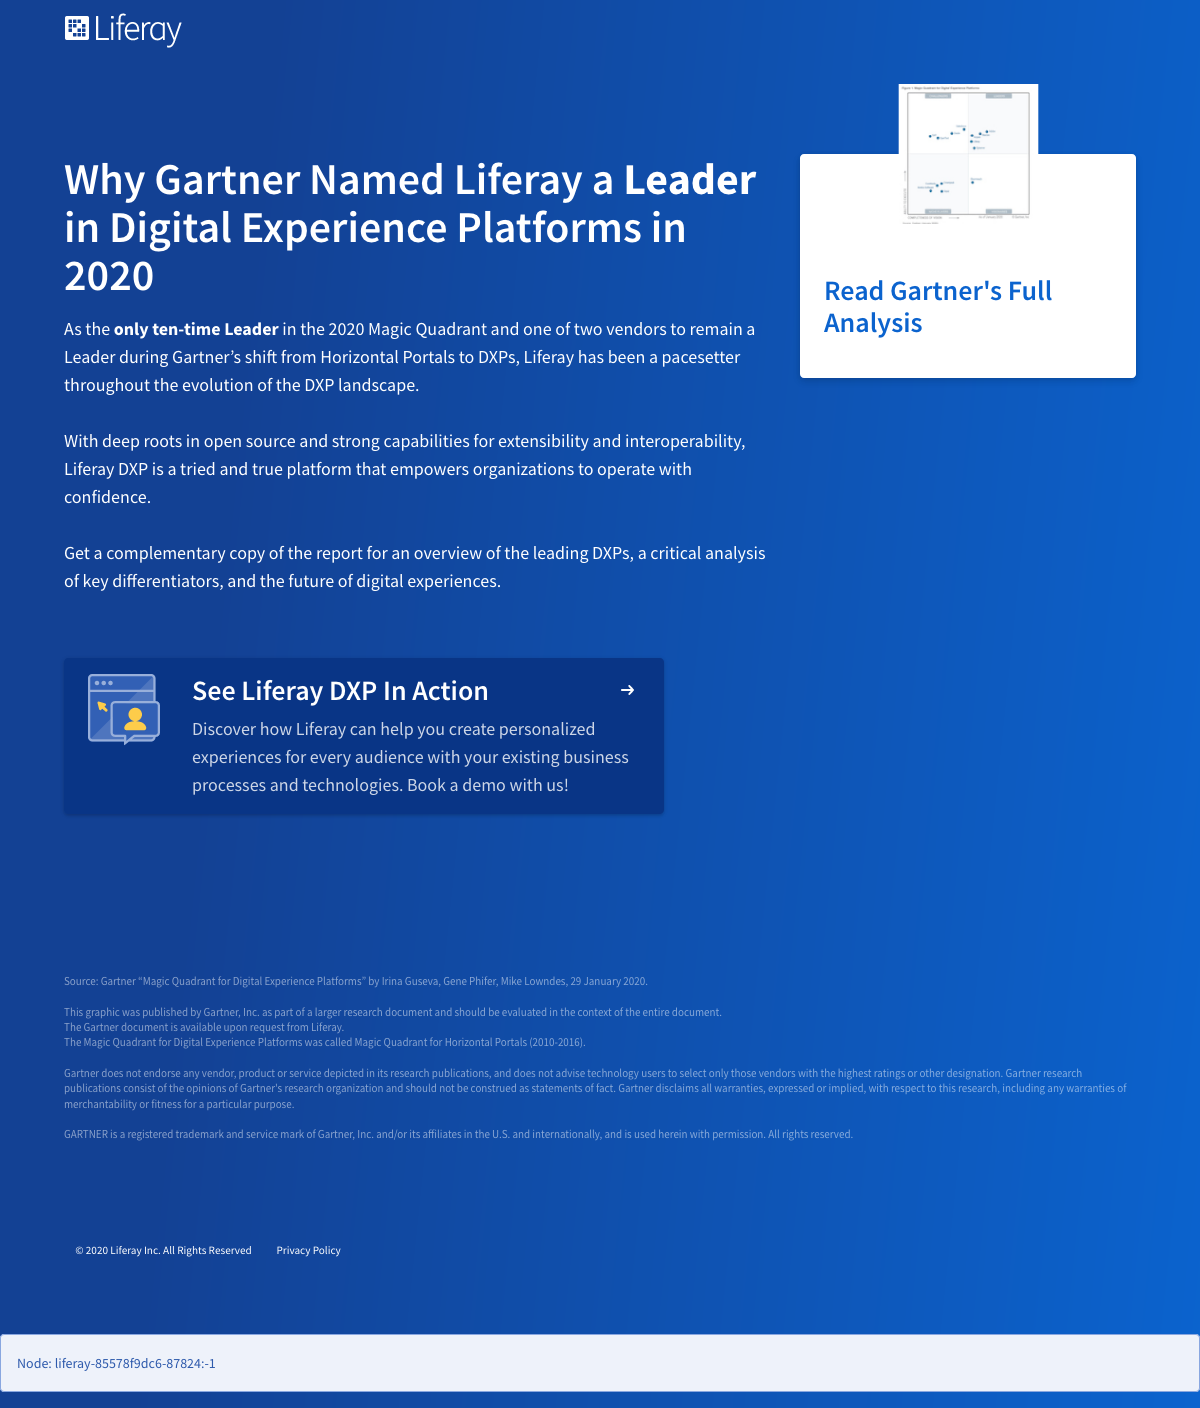 Liferay
Why Gartner Named Liferay a Leader
in Digital Experience Platforms in
2020
As the only ten-time Leader in the 2020 Magic Quadrant and one of two vendors to remain a
Leader during Gartner’s shift from Horizontal Portals to DXPs, Liferay has been a pacesetter
throughout the evolution of the DXP landscape.
With deep roots in open source and strong capabilities for extensibility and interoperability,
Liferay DXP is a tried and true platform that empowers organizations to operate with
confidence.
Get a complementary copy of the report for an overview of the leading DXPs, a critical analysis
of key differentiators, and the future of digital experiences.
Read Gartner's Full
Analysis
See Liferay DXP In Action
Discover how Liferay can help you create personalized
experiences for every audience with your existing business
processes and technologies. Book a demo with us!
Source: Gartner “Magic Quadrant for Digital Experience Platforms” by Irina Guseva, Gene Phifer, Mike Lowndes, 29 January 2020.
This graphic was published by Gartner, Inc. as part of a larger research document and should be evaluated in the context of the entire document.
The Gartner document is available upon request from Liferay.
The Magic Quadrant for Digital Experience Platforms was called Magic Quadrant for Horizontal Portals (2010-2016).
Gartner does not endorse any vendor, product or service depicted in its research publications, and does not advise technology users to select only those vendors with the highest ratings or other designation. Gartner research
publications consist of the opinions of Gartner's research organization and should not be construed as statements of fact. Gartner disclaims all warranties, expressed or implied, with respect to this research, including any warranties of
merchantability or fitness for a particular purpose.
GARTNER is a registered trademark and service mark of Gartner, Inc. and/or its affiliates in the U.S. and internationally, and is used herein with permission. All rights reserved.
© 2020 Liferay Inc. All Rights Reserved Privacy Policy
Node: liferay-85578f9dc6-87824:-1